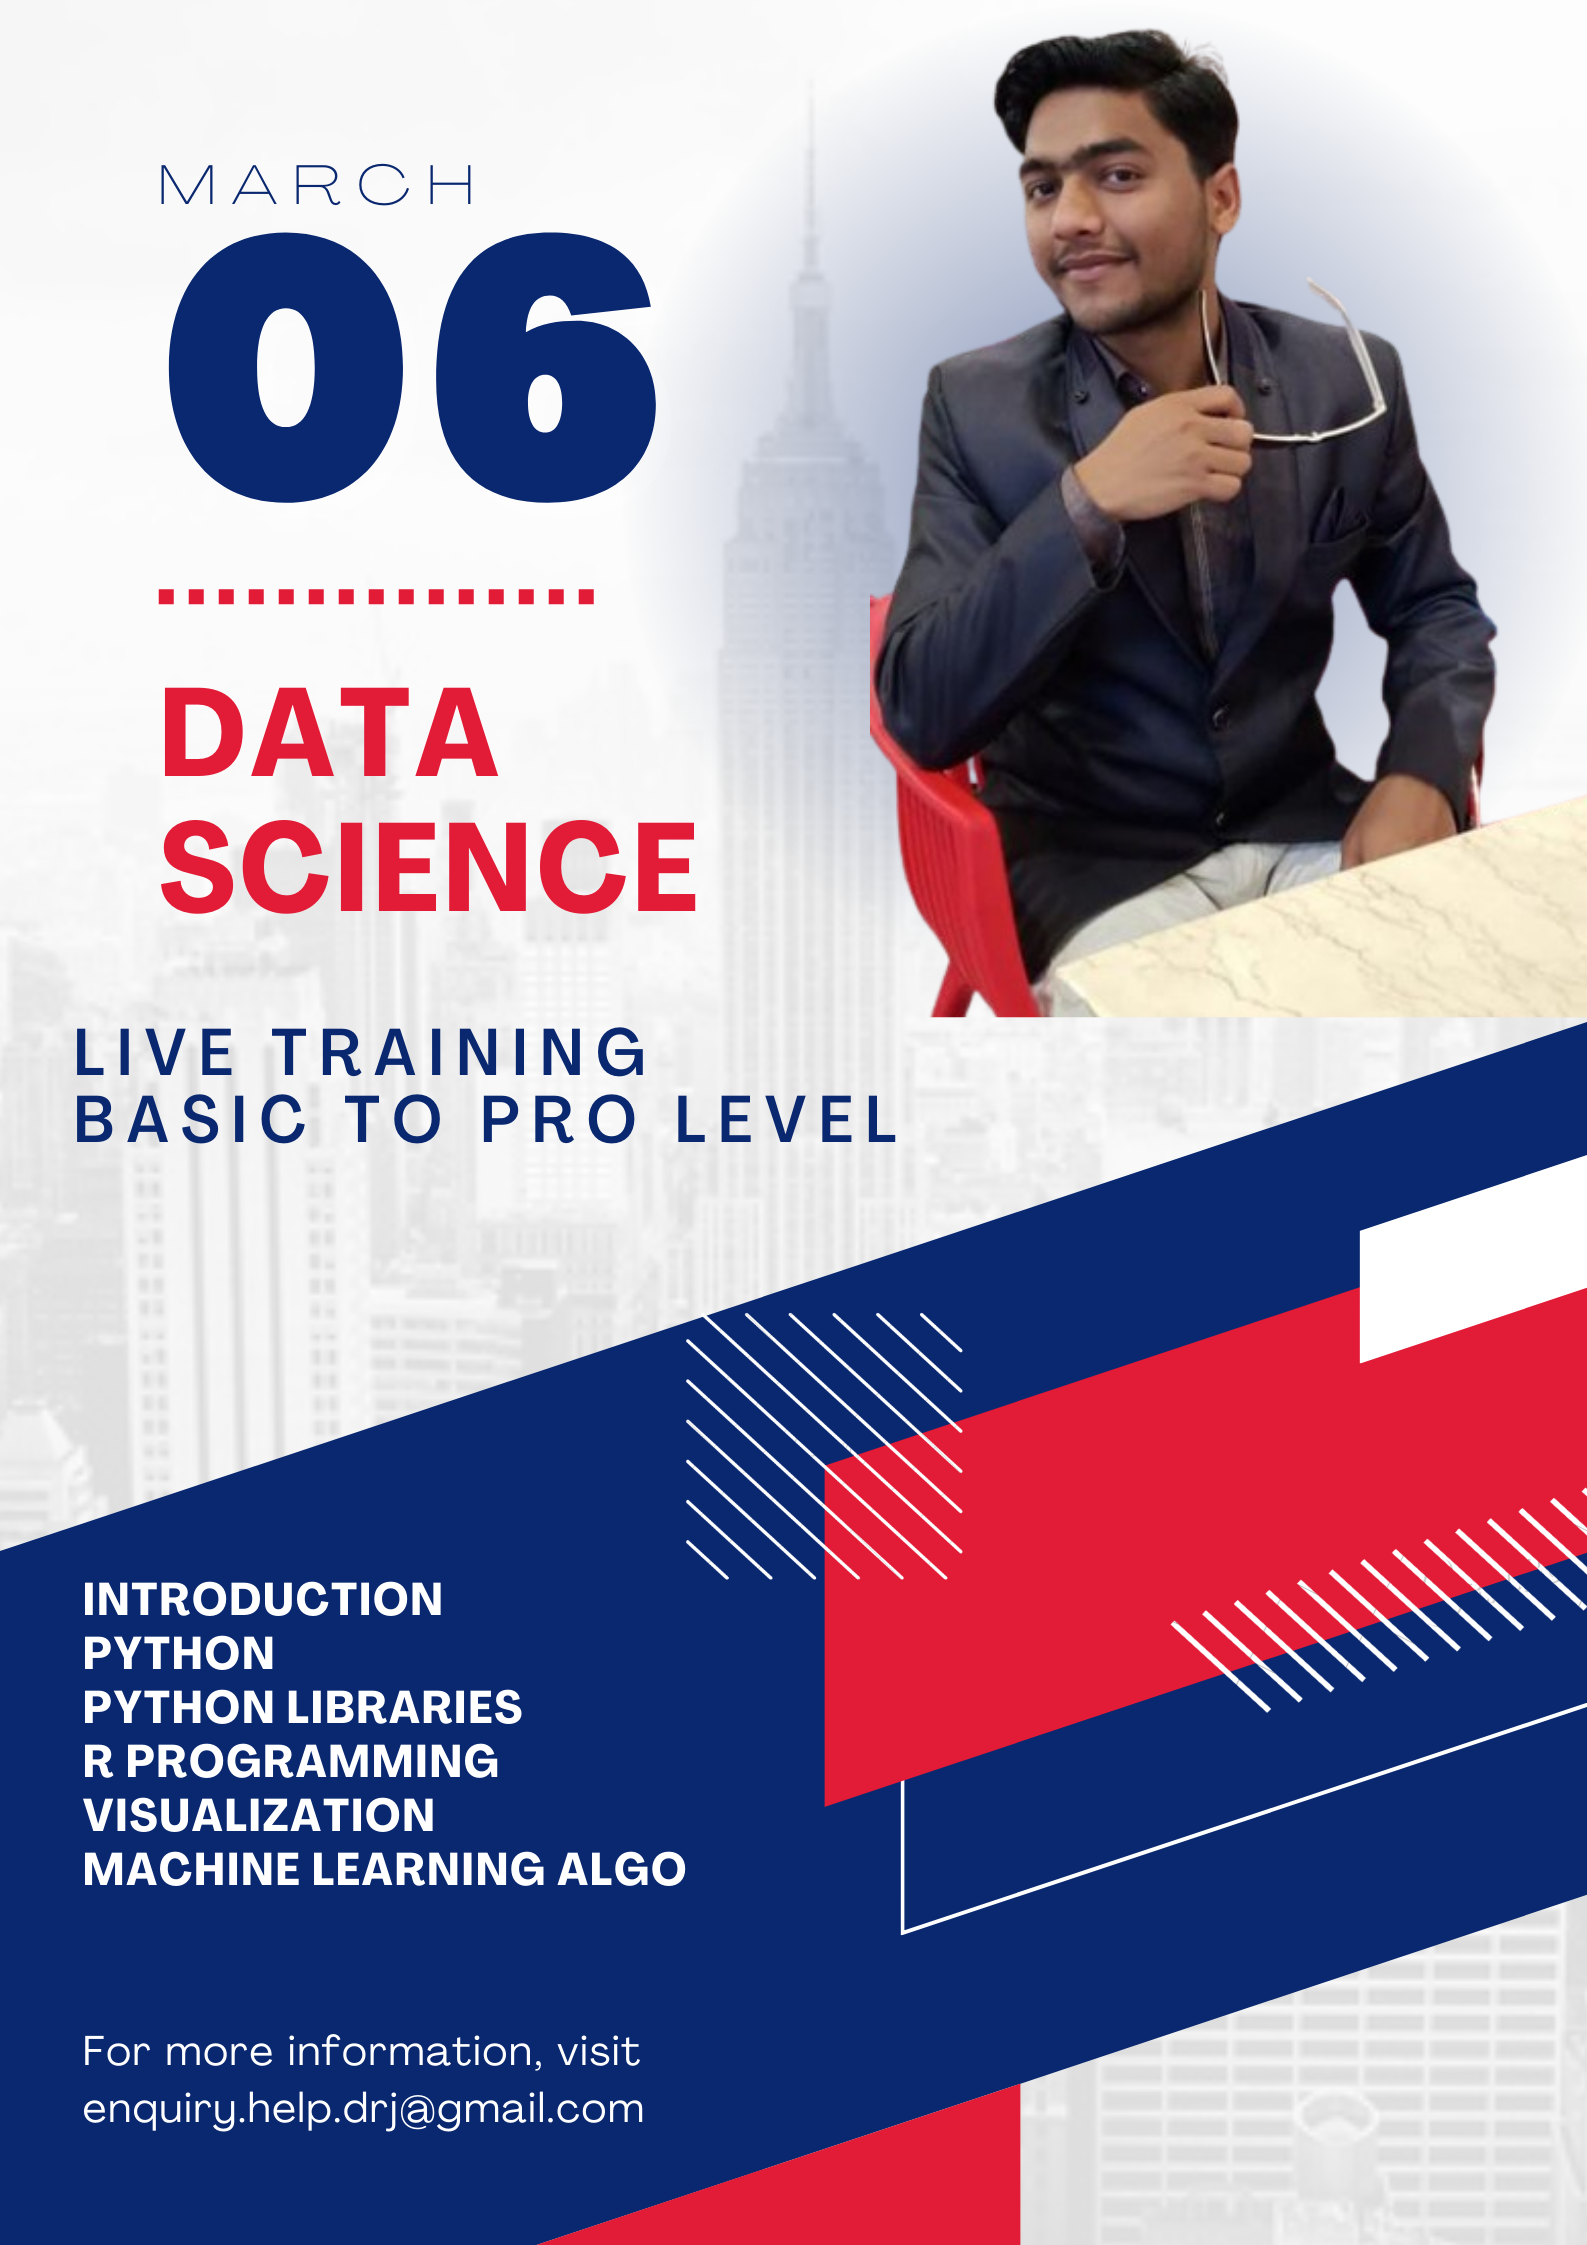 MARCH
06
DATA
SCIENCE
LIVE TRAINING
BASIC TO PRO LEVEL
INTRODUCTION
PYTHON
PYTHON LIBRARIES
R PROGRAMMING
VISUALIZATION
MACHINE LEARNING ALGO
For more information, visit
enquiry.help.drj@gmail.com